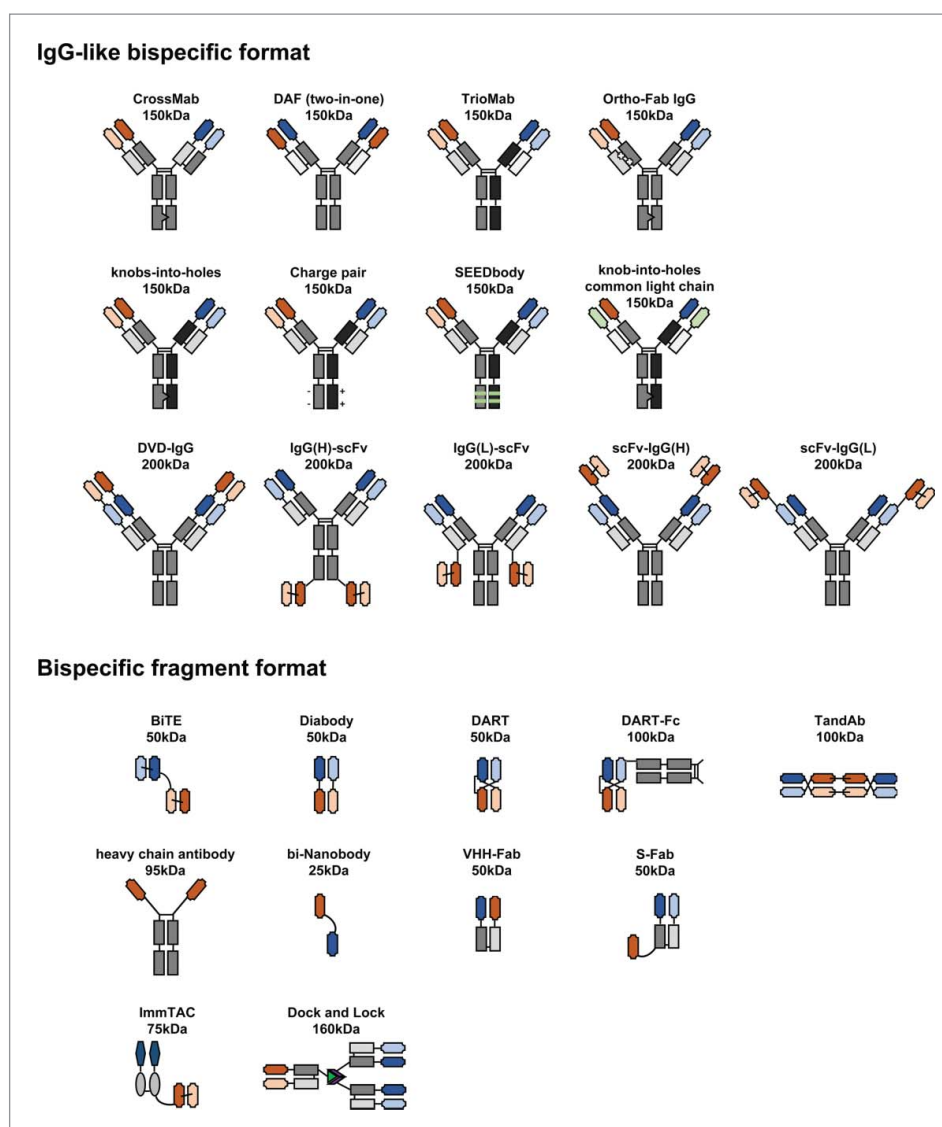 IgG-like bispecific format
CrossMab
150kDa
DAF (two-in-one)
150kDa
TrioMab
150kDa
Ortho-Fab IgG
150kDa
knobs-into-holes
150kDa
Charge pair
150kDa
- +
- +
SEEDbody
150kDa
knob-into-holes
common light chain
150kDa
DVD-IgG
200kDa
IgG(H)-scFv
200kDa
IgG(L)-scFv
200kDa
scFv-IgG(H)
200kDa
scFv-IgG(L)
200kDa
Bispecific fragment format
BiTE
50kDa
Diabody
50kDa
DART
50kDa
DART-Fc
100kDa
TandAb
100kDa
heavy chain antibody
95kDa
bi-Nanobody
25kDa
VHH-Fab
50kDa
S-Fab
50kDa
ImmTAC
75kDa
Dock and Lock
160kDa